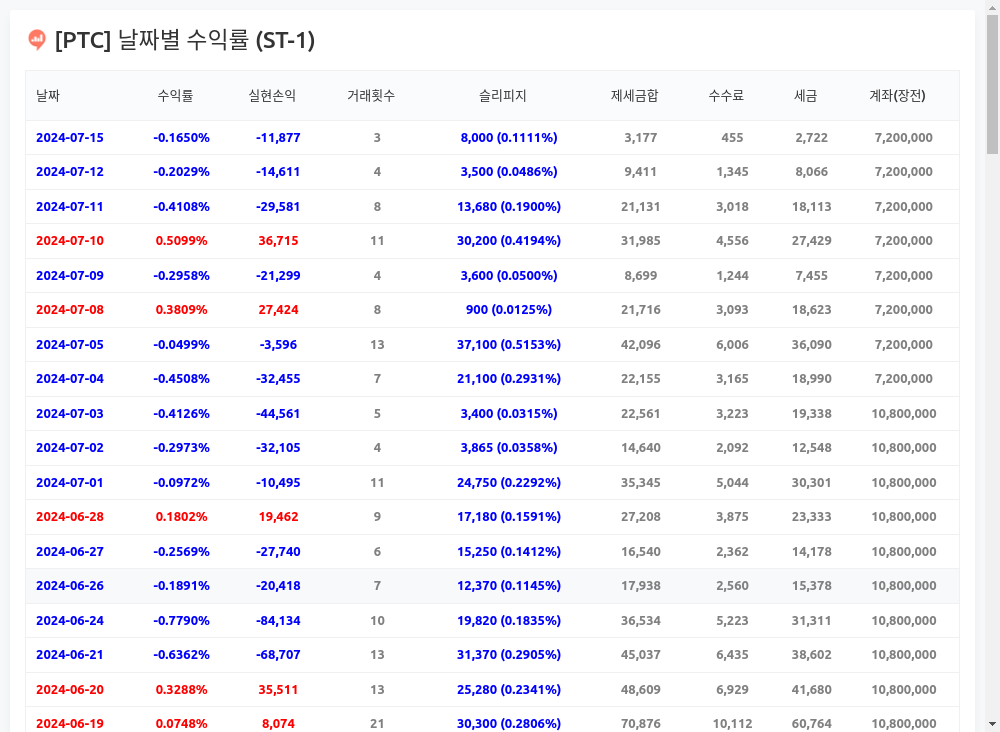 [PTC] 날짜별 수익률 (ST-1)
날짜 수익률 실현손익 거래횟수 슬리피지 제세금합 수수료 세금 계좌(장전)
2024-07-15 -0.1650% -11,877 3 8,000 (0.1111%) 3,177 455 2,722 7,200,000
2024-07-12 -0.2029% -14,611 4 3,500 (0.0486%) 9,411 1,345 8,066 7,200,000
2024-07-11 -0.4108% -29,581 8 13,680 (0.1900%) 21,131 3,018 18,113 7,200,000
2024-07-10 0.5099% 36,715 11 30,200 (0.4194%) 31,985 4,556 27,429 7,200,000
2024-07-09 -0.2958% -21,299 4 3,600 (0.0500%) 8,699 1,244 7,455 7,200,000
2024-07-08 0.3809% 27,424 8 900 (0.0125%) 21,716 3,093 18,623 7,200,000
2024-07-05 -0.0499% -3,596 13 37,100 (0.5153%) 42,096 6,006 36,090 7,200,000
2024-07-04 -0.4508% -32,455 7 21,100 (0.2931%) 22,155 3,165 18,990 7,200,000
2024-07-03 -0.4126% -44,561 5 3,400 (0.0315%) 22,561 3,223 19,338 10,800,000
2024-07-02 -0.2973% -32,105 4 3,865 (0.0358%) 14,640 2,092 12,548 10,800,000
2024-07-01 -0.0972% -10,495 11 24,750 (0.2292%) 35,345 5,044 30,301 10,800,000
2024-06-28 0.1802% 19,462 9 17,180 (0.1591%) 27,208 3,875 23,333 10,800,000
2024-06-27 -0.2569% -27,740 6 15,250 (0.1412%) 16,540 2,362 14,178 10,800,000
2024-06-26 -0.1891% -20,418 7 12,370 (0.1145%) 17,938 2,560 15,378 10,800,000
2024-06-24 -0.7790% -84,134 10 19,820 (0.1835%) 36,534 5,223 31,311 10,800,000
2024-06-21 -0.6362% -68,707 13 31,370 (0.2905%) 45,037 6,435 38,602 10,800,000
2024-06-20 0.3288% 35,511 13 25,280 (0.2341%) 48,609 6,929 41,680 10,800,000
2024-06-19 0.0748% 8,074 21 30,300 (0.2806%) 70,876 10,112 60,764 10,800,000